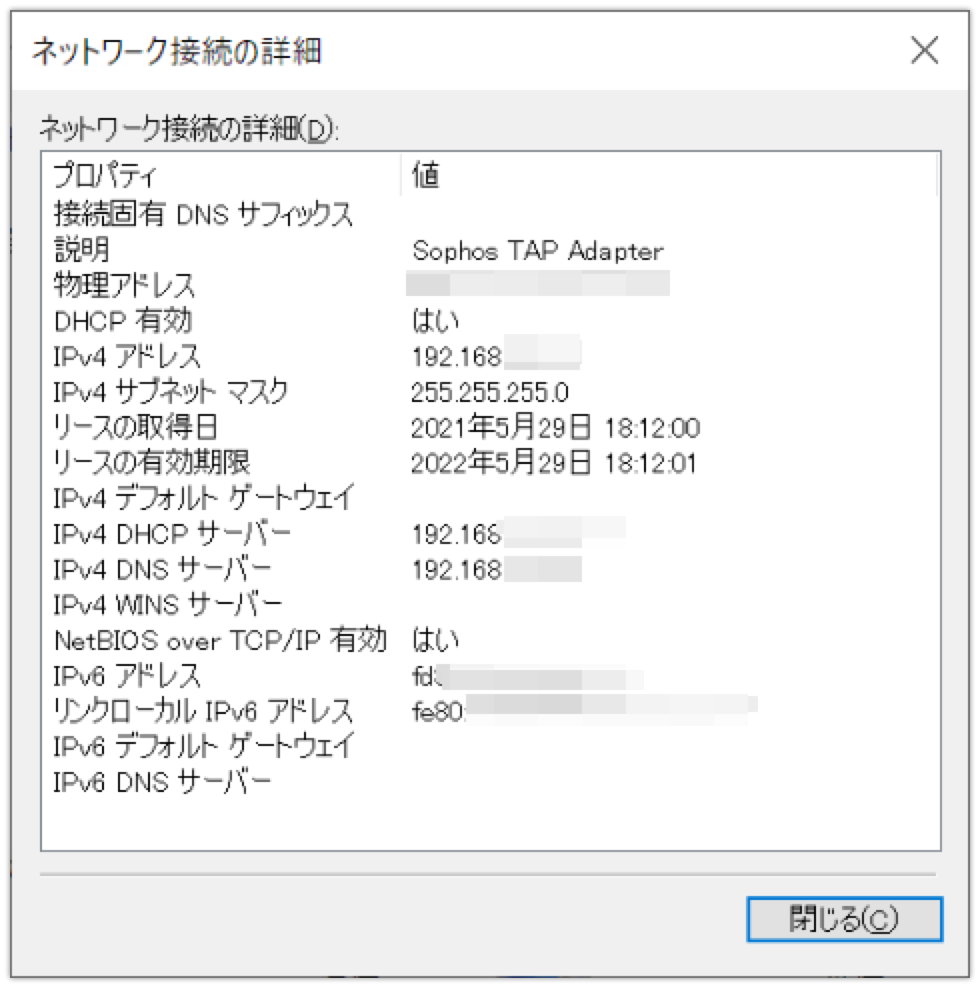 ネットワーク接続の詳細
ネットワーク接続の詳細(D):
プロパティ 値
接続固有 DNS サフィックス
説明 Sophos TAP Adapter
物理アドレス
DHCP 有効 はい
IPv4 アドレス 192.168
IPv4 サブネット マスク 255.255.255.0
リースの取得日 2021年5月29日 18:12:00
リースの有効期限 2022年5月29日 18:12:01
IPv4 デフォルト ゲートウェイ
IPv4 DHCP サーバー 192.168
IPv4 DNS サーバー 192.168
IPv4 WINS サーバー
NetBIOS over TCP/IP 有効 はい
IPv6 アドレス
リンクローカル IPv6 アドレス fe80:
IPv6 デフォルト ゲートウェイ
IPv6 DNS サーバー
閉じる(C)